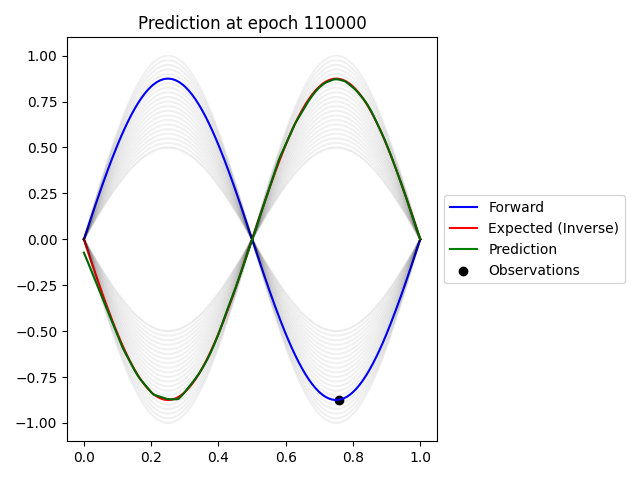 Prediction at epoch 110000
1.00
0.75
0.50
0.25
0.00
−0.25
−0.50
−0.75
−1.00
0.0 0.2 0.4 0.6 0.8 1.0
Forward
Expected (Inverse)
Prediction
Observations